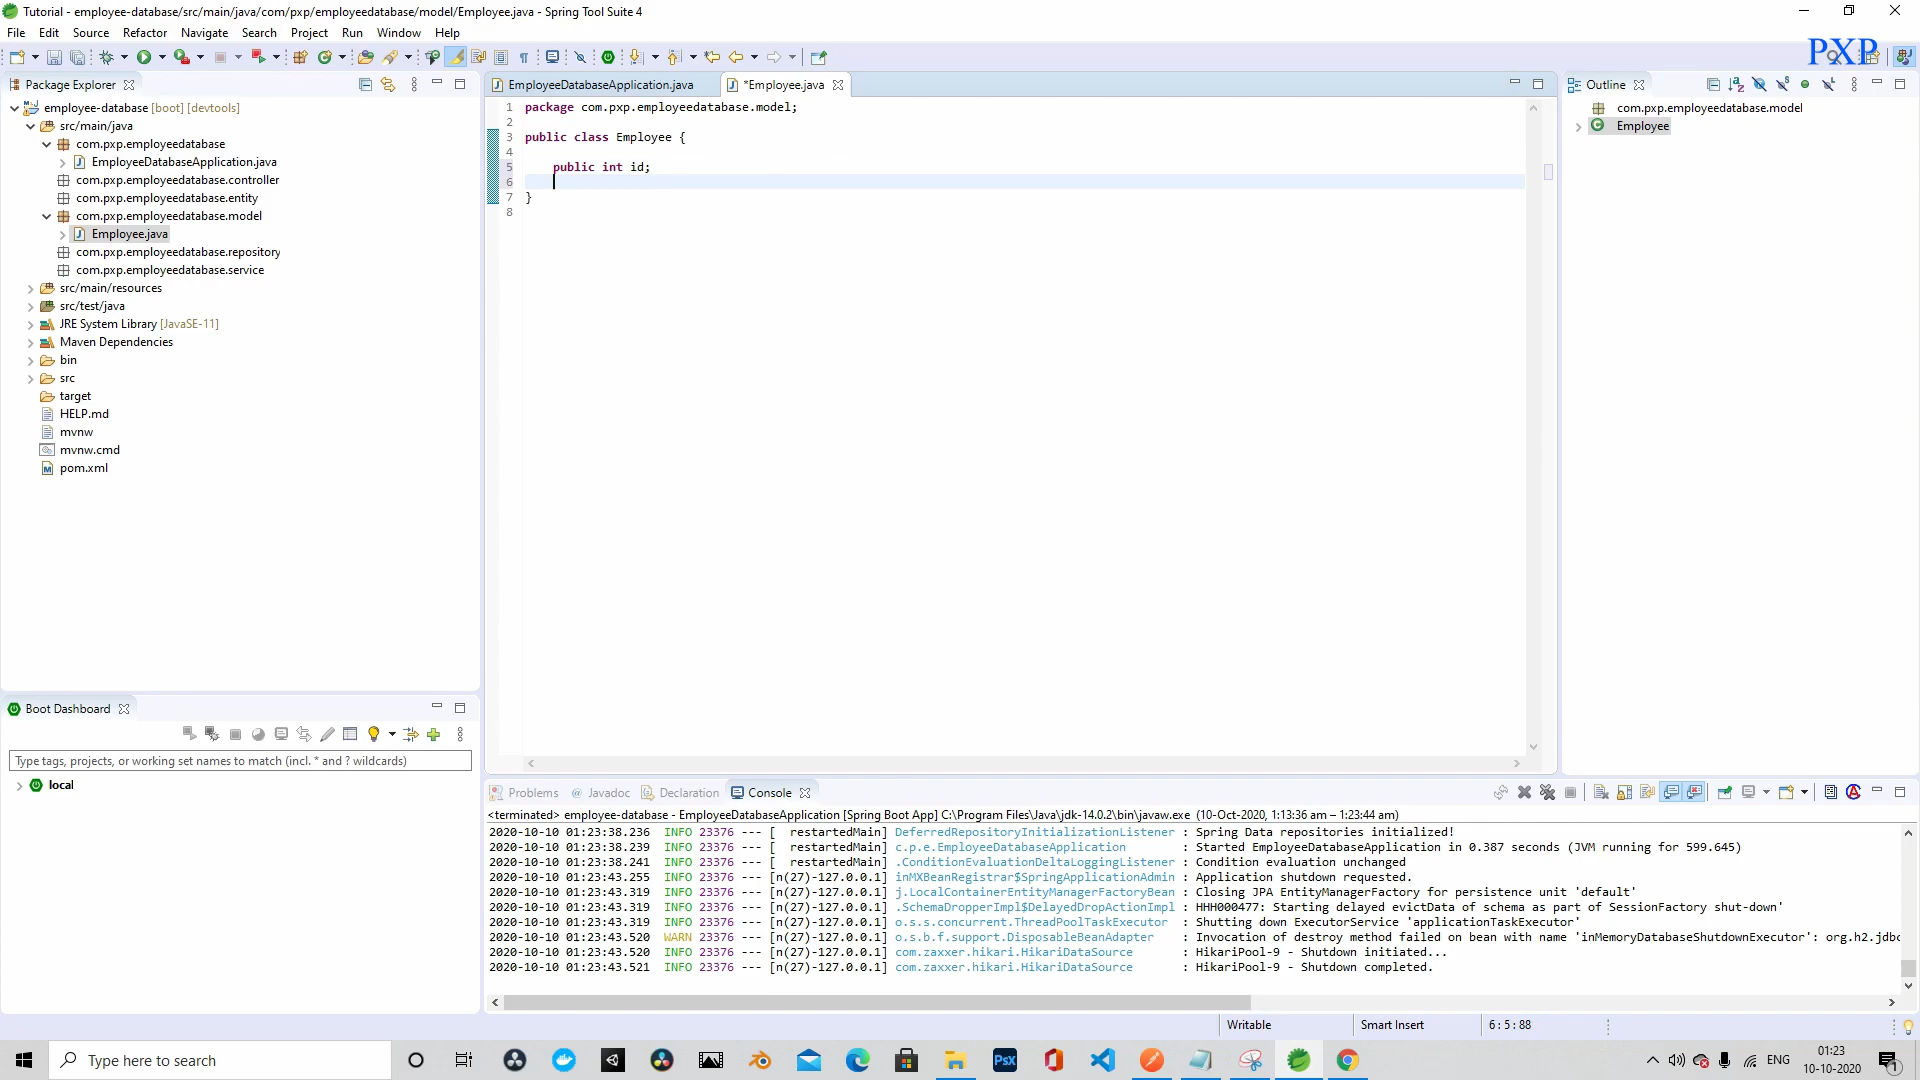 Tutorial - employee-database/src/main/java/com/pxp/employeedatabase/model/Employee.java - Spring Tool Suite 4
File Edit Source Refactor Navigate Search Project Run Window Help
PXP
Package Explorer
employee-database [boot] [devtools]
src/main/java
com.pxp.employeedatabase
EmployeeDatabaseApplication.java
com.pxp.employeedatabase.controller
com.pxp.employeedatabase.entity
com.pxp.employeedatabase.model
Employee.java
com.pxp.employeedatabase.repository
com.pxp.employeedatabase.service
src/main/resources
src/test/java
JRE System Library [JavaSE-11]
Maven Dependencies
bin
src
target
HELP.md
mvnw
mvnw.cmd
pom.xml
EmployeeDatabaseApplication.java *Employee.java
1 package com.pxp.employeedatabase.model;
2
3 public class Employee {
4
5 public int id;
6
7 }
8
Outline
com.pxp.employeedatabase.model
Employee
Boot Dashboard
Type tags, projects, or working set names to match (incl. * and ? wildcards)
local
Problems Javadoc Declaration Console
<terminated> employee-database - EmployeeDatabaseApplication [Spring Boot App] C:\Program Files\Java\jdk-14.0.2\bin\javaw.exe (10-Oct-2020, 1:13:36 am – 1:23:44 am)
2020-10-10 01:23:38.236 INFO 23376 --- [ restartedMain] DeferredRepositoryInitializationListener : Spring Data repositories initialized!
2020-10-10 01:23:38.239 INFO 23376 --- [ restartedMain] c.p.e.EmployeeDatabaseApplication : Started EmployeeDatabaseApplication in 0.387 seconds (JVM running for 599.645)
2020-10-10 01:23:38.241 INFO 23376 --- [ restartedMain] .ConditionEvaluationDeltaLoggingListener : Condition evaluation unchanged
2020-10-10 01:23:43.255 INFO 23376 --- [n(27)-127.0.0.1] inMXBeanRegistrar$SpringApplicationAdmin : Application shutdown requested.
2020-10-10 01:23:43.319 INFO 23376 --- [n(27)-127.0.0.1] j.LocalContainerEntityManagerFactoryBean : Closing JPA EntityManagerFactory for persistence unit 'default'
2020-10-10 01:23:43.319 INFO 23376 --- [n(27)-127.0.0.1] .SchemaDropperImpl$DelayedDropActionImpl : HHH000477: Starting delayed evictData of schema as part of SessionFactory shut-down'
2020-10-10 01:23:43.319 INFO 23376 --- [n(27)-127.0.0.1] o.s.s.concurrent.ThreadPoolTaskExecutor : Shutting down ExecutorService 'applicationTaskExecutor'
2020-10-10 01:23:43.520 WARN 23376 --- [n(27)-127.0.0.1] o.s.b.f.support.DisposableBeanAdapter : Invocation of destroy method failed on bean with name 'inMemoryDatabaseShutdownExecutor': org.h2.jdbc
2020-10-10 01:23:43.520 INFO 23376 --- [n(27)-127.0.0.1] com.zaxxer.hikari.HikariDataSource : HikariPool-9 - Shutdown initiated...
2020-10-10 01:23:43.521 INFO 23376 --- [n(27)-127.0.0.1] com.zaxxer.hikari.HikariDataSource : HikariPool-9 - Shutdown completed.
Writable Smart Insert 6 : 5 : 88
Type here to search
Psx
ENG
01:23
10-10-2020
1